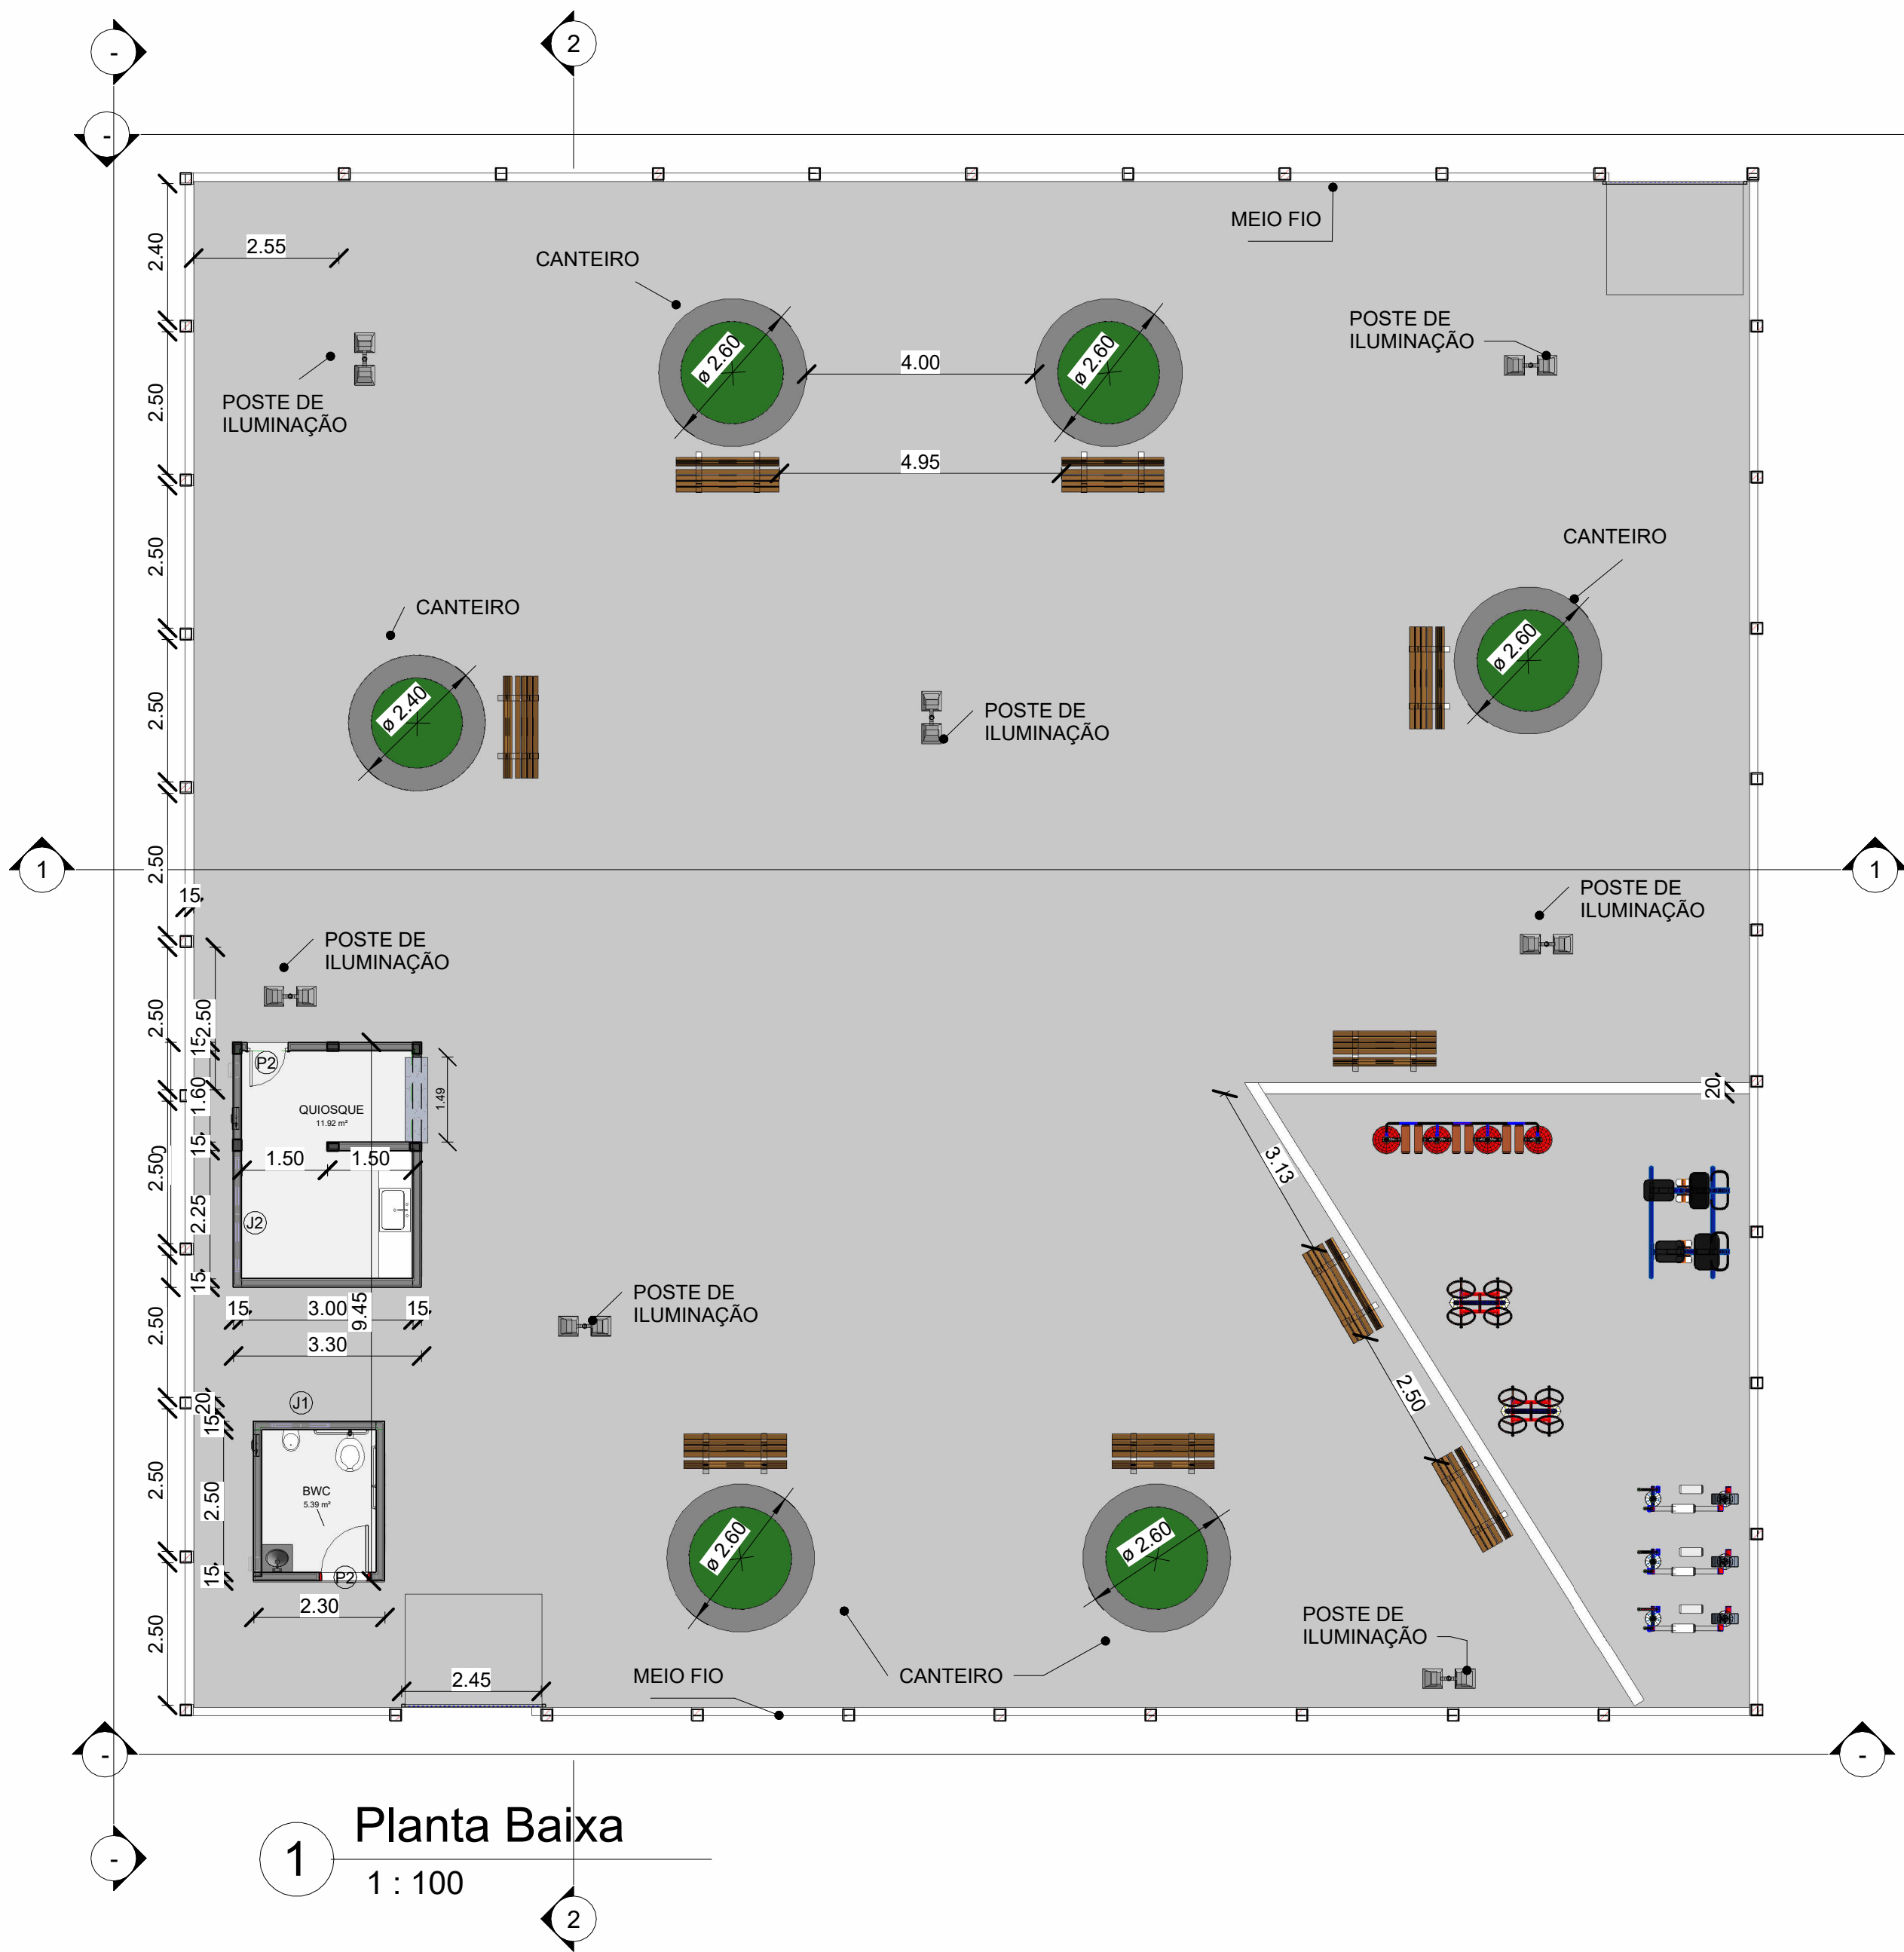 -
2
-
MEIO FIO
2.40
2.55
CANTEIRO
POSTE DE
ILUMINAÇÃO
ø 2.60
4.00
ø 2.60
2.50
POSTE DE
ILUMINAÇÃO
4.95
2.50
CANTEIRO
CANTEIRO
ø 2.60
ø 2.40
2.50
POSTE DE
ILUMINAÇÃO
1
2.50
1
15
POSTE DE
ILUMINAÇÃO
POSTE DE
ILUMINAÇÃO
2.50
2.50
15
P2
1.60
1.49
20
QUIOSQUE
11.92 m²
15
2.50
1.50
1.50
3.13
2.25
J2
15
15
3.00
15
9.45
2.50
3.30
POSTE DE
ILUMINAÇÃO
20
J1
15
2.50
2.50
BWC
5.39 m²
2.50
ø 2.60
ø 2.60
15
P2
2.30
2.50
POSTE DE
ILUMINAÇÃO
2.45
MEIO FIO
CANTEIRO
-
-
1
Planta Baixa
1 : 100
-
2